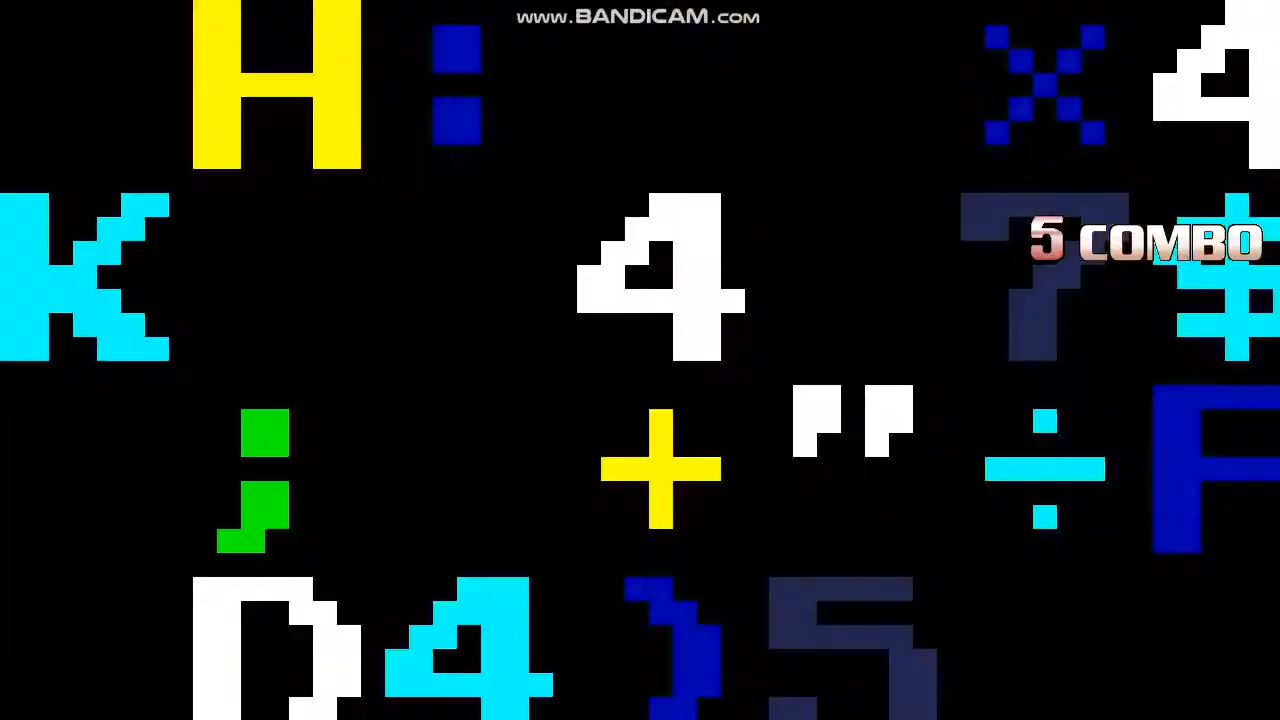 www.BANDICAM.com
H : × 4
K 4 7 ¥
5 COMBO
; + " ÷ F
D 4 ) 5